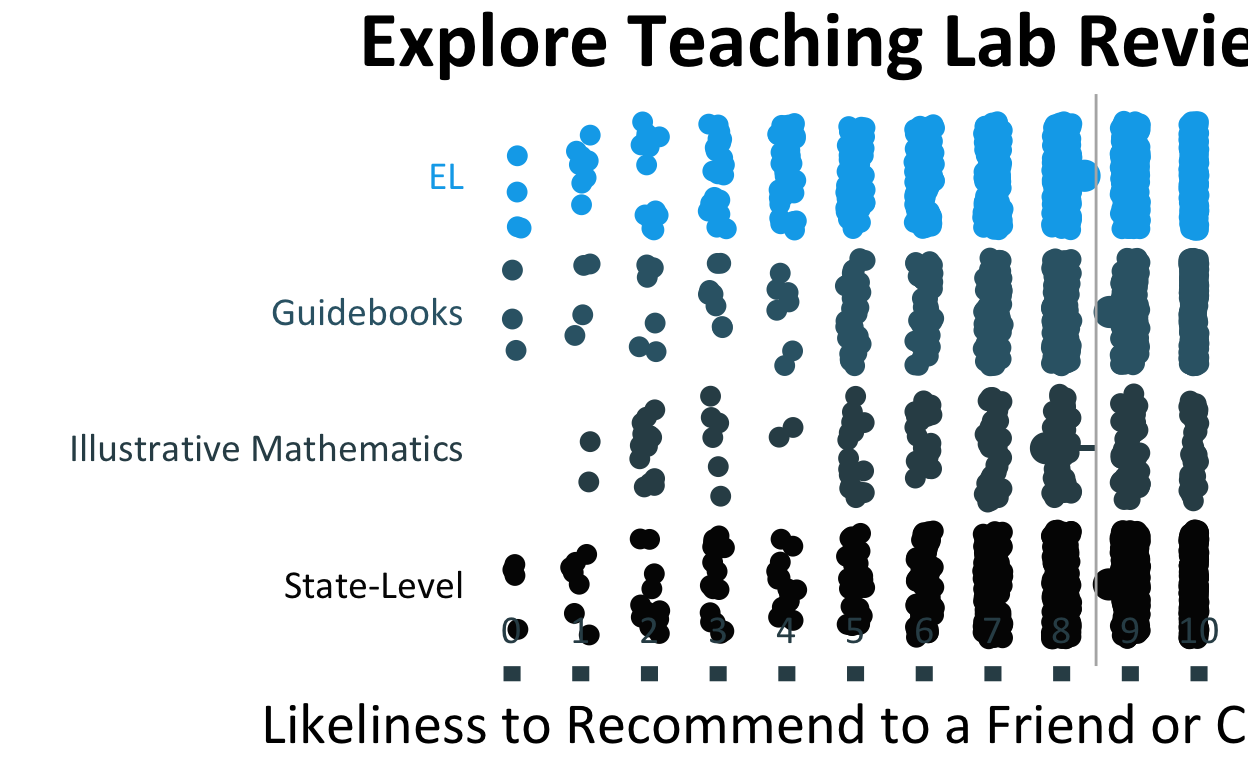 Explore Teaching Lab Revie
EL
Guidebooks
Illustrative Mathematics
State-Level
0 1 2 3 4 5 6 7 8 9 10
Likeliness to Recommend to a Friend or C